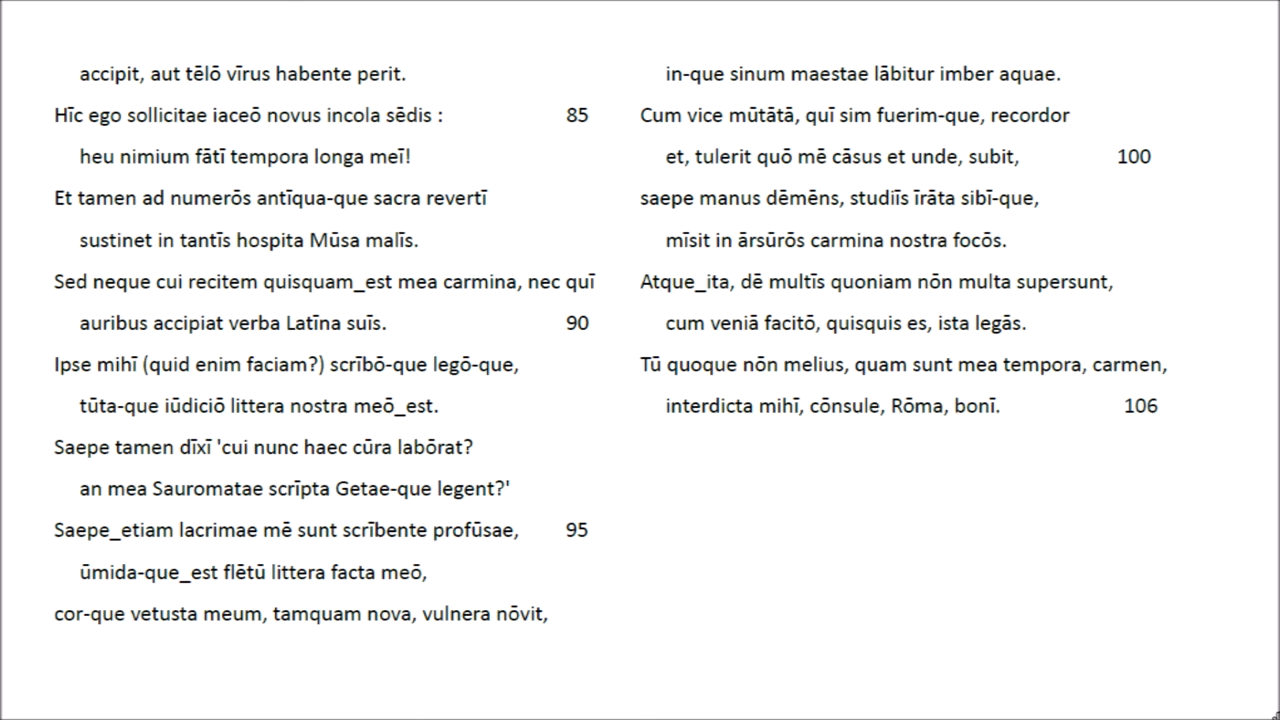 accipit, aut tēlō vīrus habente perit.
Hīc ego sollicitae iaceō novus incola sēdis : 85
heu nimium fātī tempora longa meī!
Et tamen ad numerōs antīqua-que sacra revertī
sustinet in tantīs hospita Mūsa malīs.
Sed neque cui recitem quisquam_est mea carmina, nec quī
auribus accipiat verba Latīna suīs. 90
Ipse mihī (quid enim faciam?) scrībō-que legō-que,
tūta-que iūdiciō littera nostra meō_est.
Saepe tamen dīxī 'cui nunc haec cūra labōrat?
an mea Sauromatae scrīpta Getae-que legent?'
Saepe_etiam lacrimae mē sunt scrībente profūsae, 95
ūmida-que_est flētū littera facta meō,
cor-que vetusta meum, tamquam nova, vulnera nōvit,
in-que sinum maestae lābitur imber aquae.
Cum vice mūtātā, quī sim fuerim-que, recordor
et, tulerit quō mē cāsus et unde, subit, 100
saepe manus dēmēns, studiīs īrāta sibī-que,
mīsit in ārsūrōs carmina nostra focōs.
Atque_ita, dē multīs quoniam nōn multa supersunt,
cum veniā facitō, quisquis es, ista legās.
Tū quoque nōn melius, quam sunt mea tempora, carmen,
interdicta mihī, cōnsule, Rōma, bonī. 106